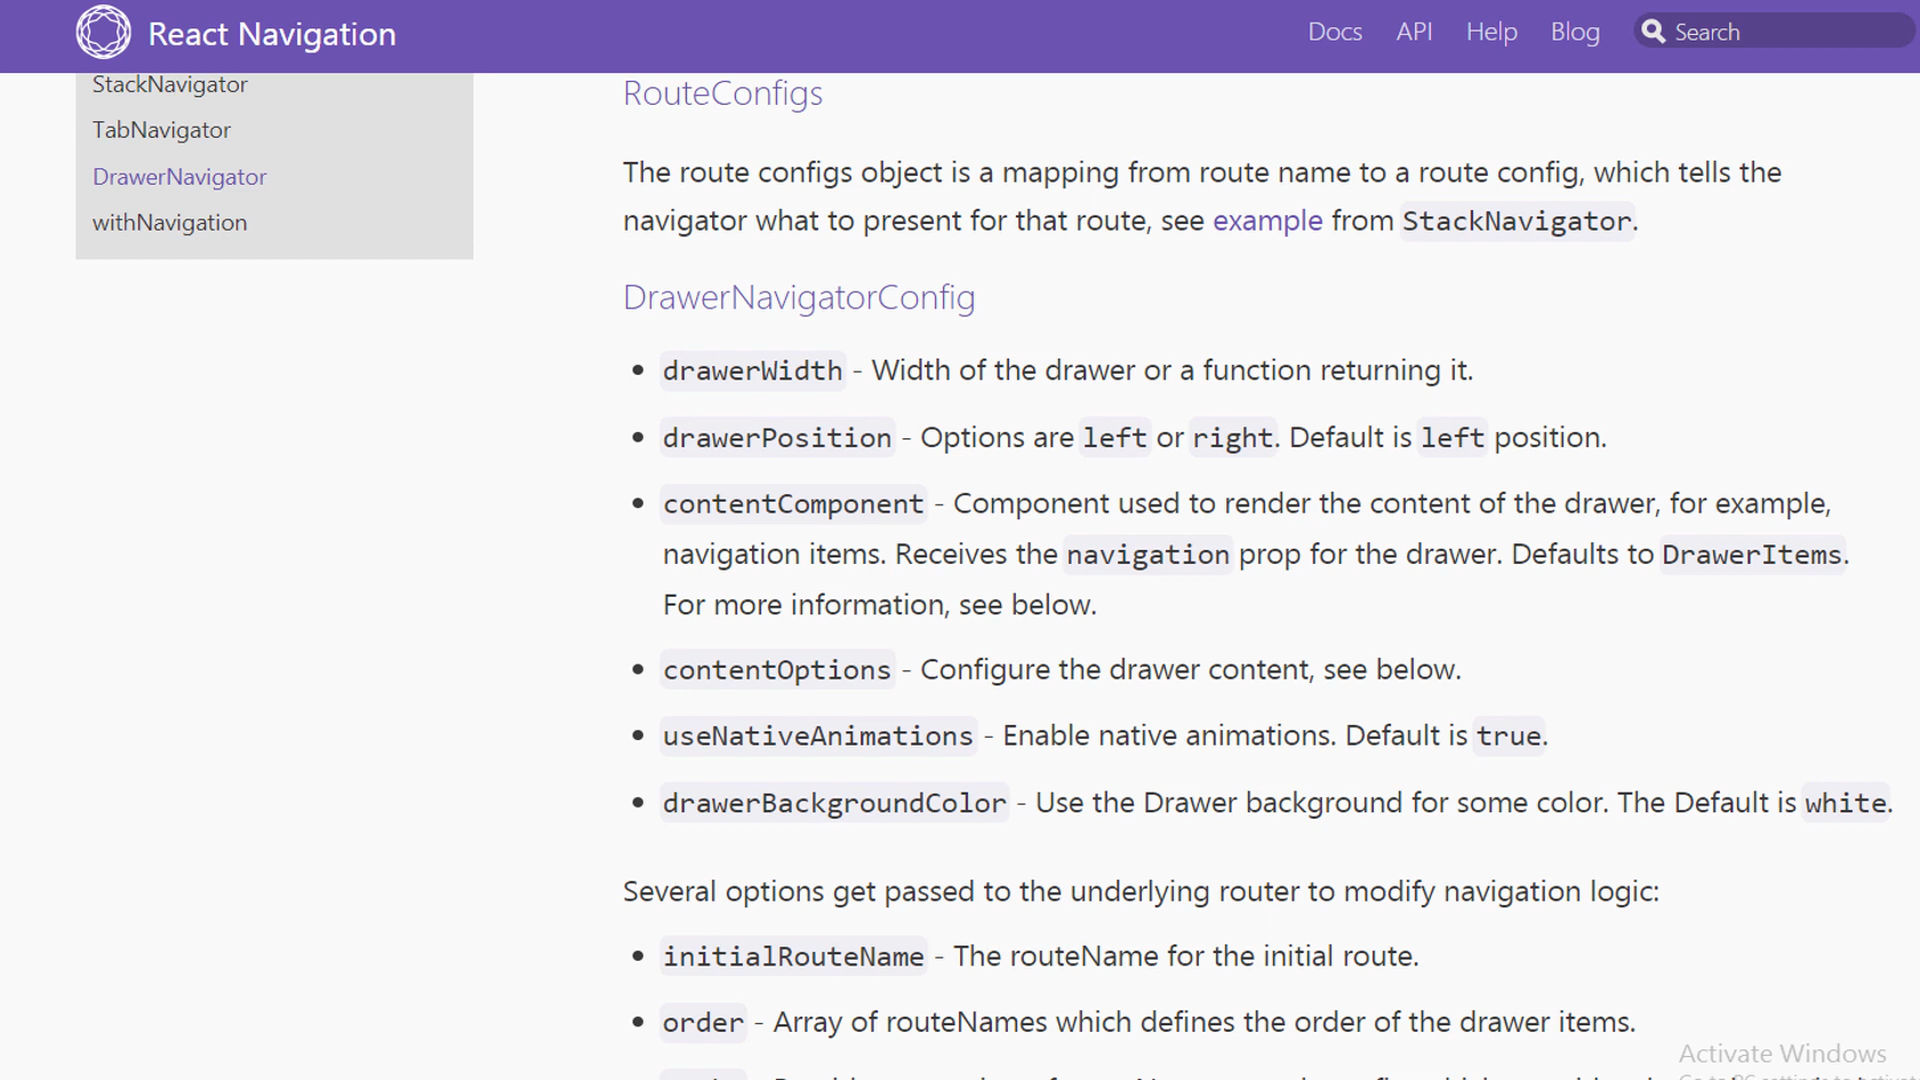 React Navigation
Docs API Help Blog Search
StackNavigator
TabNavigator
DrawerNavigator
withNavigation
RouteConfigs
The route configs object is a mapping from route name to a route config, which tells the
navigator what to present for that route, see example from StackNavigator.
DrawerNavigatorConfig
• drawerWidth - Width of the drawer or a function returning it.
• drawerPosition - Options are left or right. Default is left position.
• contentComponent - Component used to render the content of the drawer, for example,
navigation items. Receives the navigation prop for the drawer. Defaults to DrawerItems.
For more information, see below.
• contentOptions - Configure the drawer content, see below.
• useNativeAnimations - Enable native animations. Default is true.
• drawerBackgroundColor - Use the Drawer background for some color. The Default is white.
Several options get passed to the underlying router to modify navigation logic:
• initialRouteName - The routeName for the initial route.
• order - Array of routeNames which defines the order of the drawer items.
Activate Windows